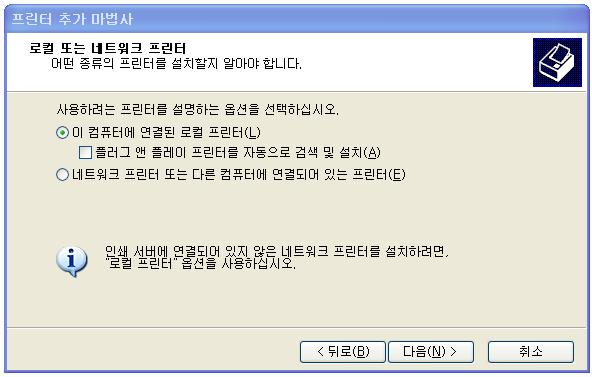 프린터 추가 마법사
로컬 또는 네트워크 프린터
어떤 종류의 프린터를 설치할지 알아야 합니다.
사용하려는 프린터를 설명하는 옵션을 선택하십시오.
이 컴퓨터에 연결된 로컬 프린터(L)
플러그 앤 플레이 프린터를 자동으로 검색 및 설치(A)
네트워크 프린터 또는 다른 컴퓨터에 연결되어 있는 프린터(E)
인쇄 서버에 연결되어 있지 않은 네트워크 프린터를 설치하려면,
"로컬 프린터" 옵션을 사용하십시오.
< 뒤로(B) 다음(N) > 취소